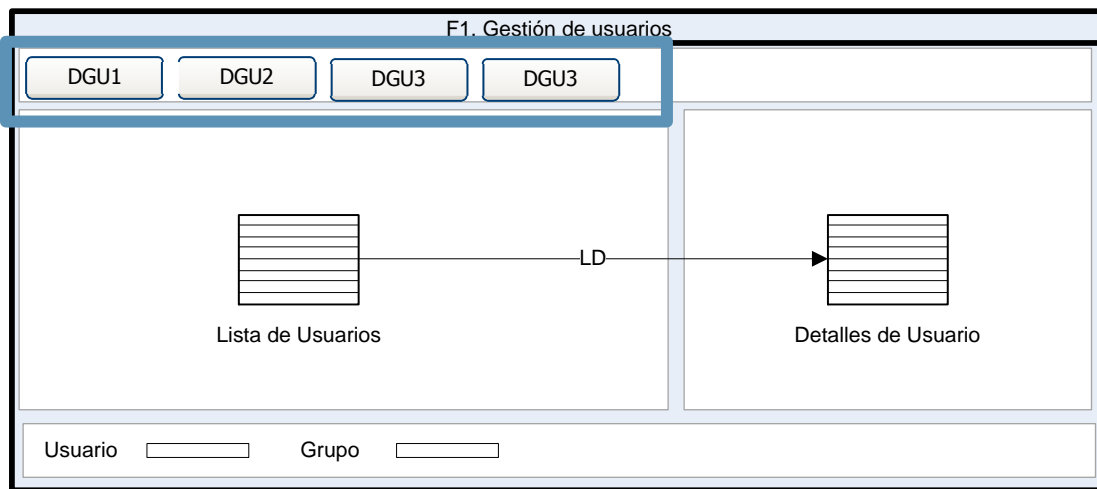 F1. Gestión de usuarios
DGU1 DGU2 DGU3 DGU3
LD
Lista de Usuarios Detalles de Usuario
Usuario Grupo